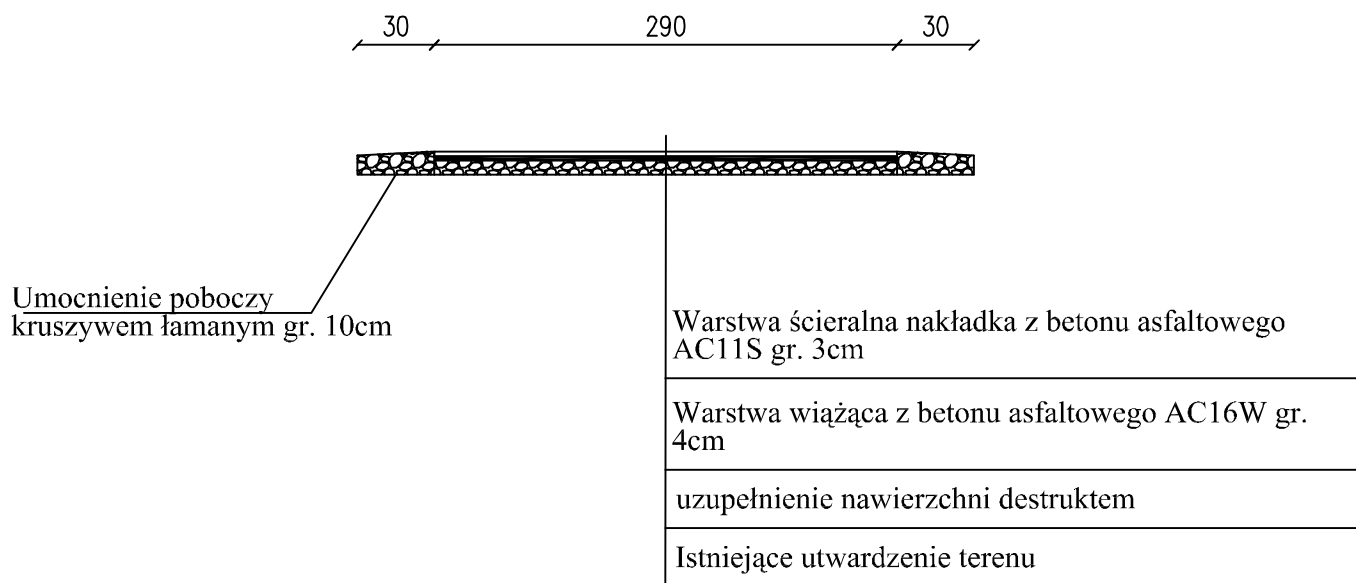 30 290 30
Umocnienie poboczy
kruszywem łamanym gr. 10cm
Warstwa ścieralna nakładka z betonu asfaltowego
AC11S gr. 3cm
Warstwa wiążąca z betonu asfaltowego AC16W gr.
4cm
uzupełnienie nawierzchni destruktem
Istniejące utwardzenie terenu